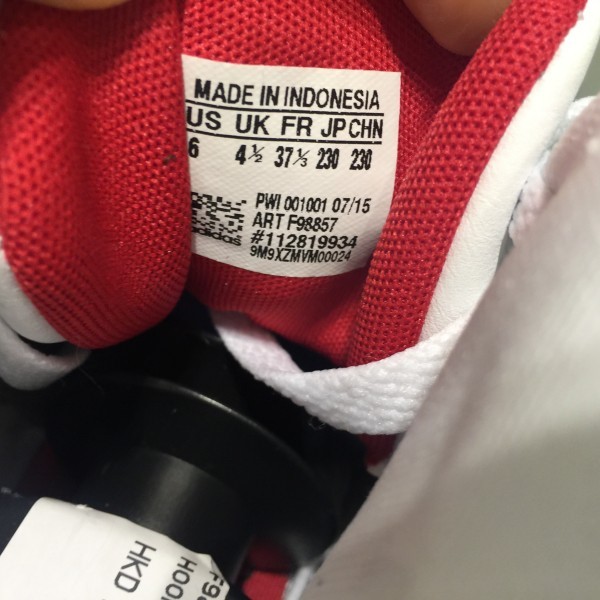 MADE IN INDONESIA
US UK FR JP CHN
6 4½ 37⅓ 230 230
PWI 001001 07/15
ART F98857
#112819934
9M9XZMVM00024
adidas
HKD